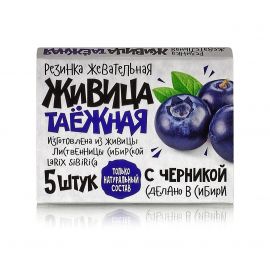 Резинка жевательная
Живица
таёжная
Изготовлена из живицы
лиственницы сибирской
Larix Sibirica
5 штук
только
натуральный
состав
с черникой
Сделано в Сибири